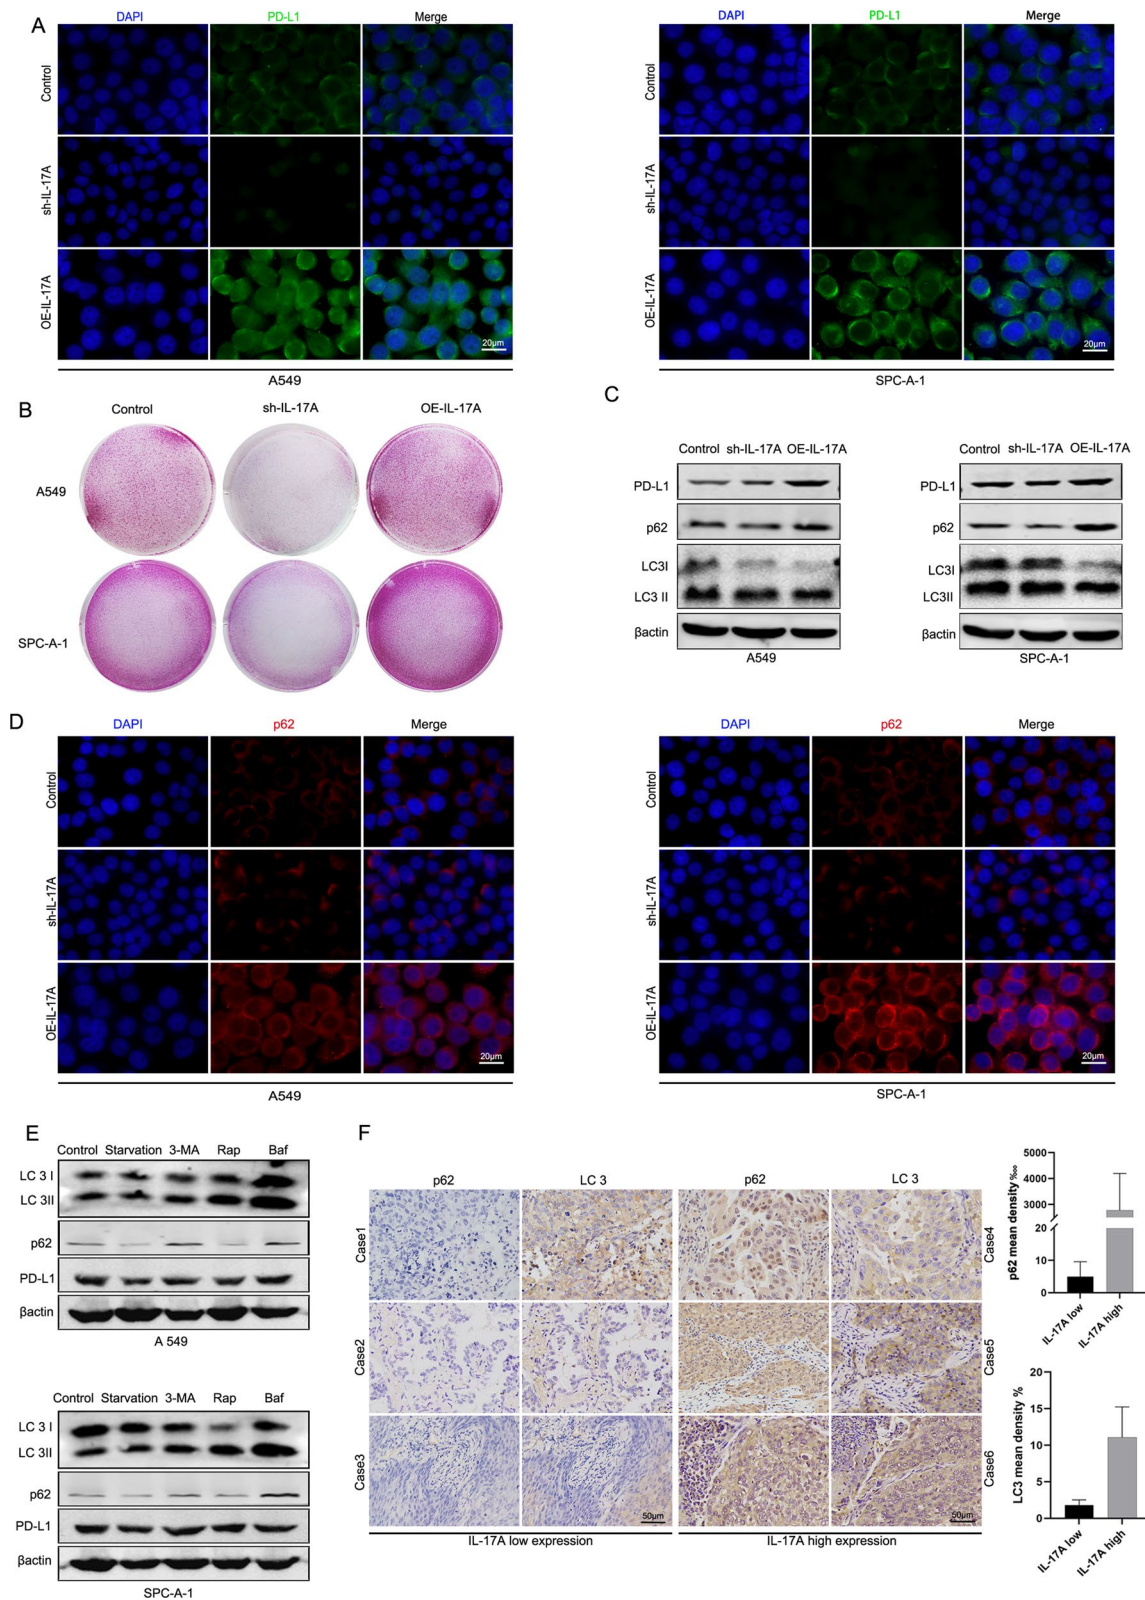 A
DAPI PD-L1 Merge
Control
sh-IL-17A
OE-IL-17A
20μm
A549
DAPI PD-L1 Merge
Control
sh-IL-17A
OE-IL-17A
20μm
SPC-A-1
B
Control sh-IL-17A OE-IL-17A
A549
SPC-A-1
C
Control sh-IL-17A OE-IL-17A
PD-L1
p62
LC3I
LC3 II
βactin
A549
Control sh-IL-17A OE-IL-17A
PD-L1
p62
LC3I
LC3II
βactin
SPC-A-1
D
DAPI p62 Merge
Control
sh-IL-17A
OE-IL-17A
20μm
A549
DAPI p62 Merge
Control
sh-IL-17A
OE-IL-17A
20μm
SPC-A-1
E
Control Starvation 3-MA Rap Baf
LC 3 I
LC 3II
p62
PD-L1
βactin
A 549
Control Starvation 3-MA Rap Baf
LC 3 I
LC 3II
p62
PD-L1
βactin
SPC-A-1
F
p62 LC 3 p62 LC 3
Case1
Case2
Case3
Case4
Case5
Case6
50μm
50μm
IL-17A low expression
IL-17A high expression
p62 mean density ‱
5000
4000
3000
20
10
0
IL-17A low
IL-17A high
LC3 mean density %
20
15
10
5
0
IL-17A low
IL-17A high